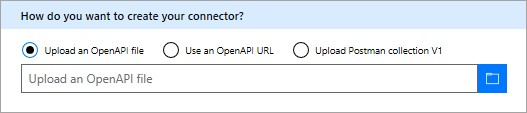 How do you want to create your connector?
Upload an OpenAPI file Use an OpenAPI URL Upload Postman collection V1
Upload an OpenAPI file